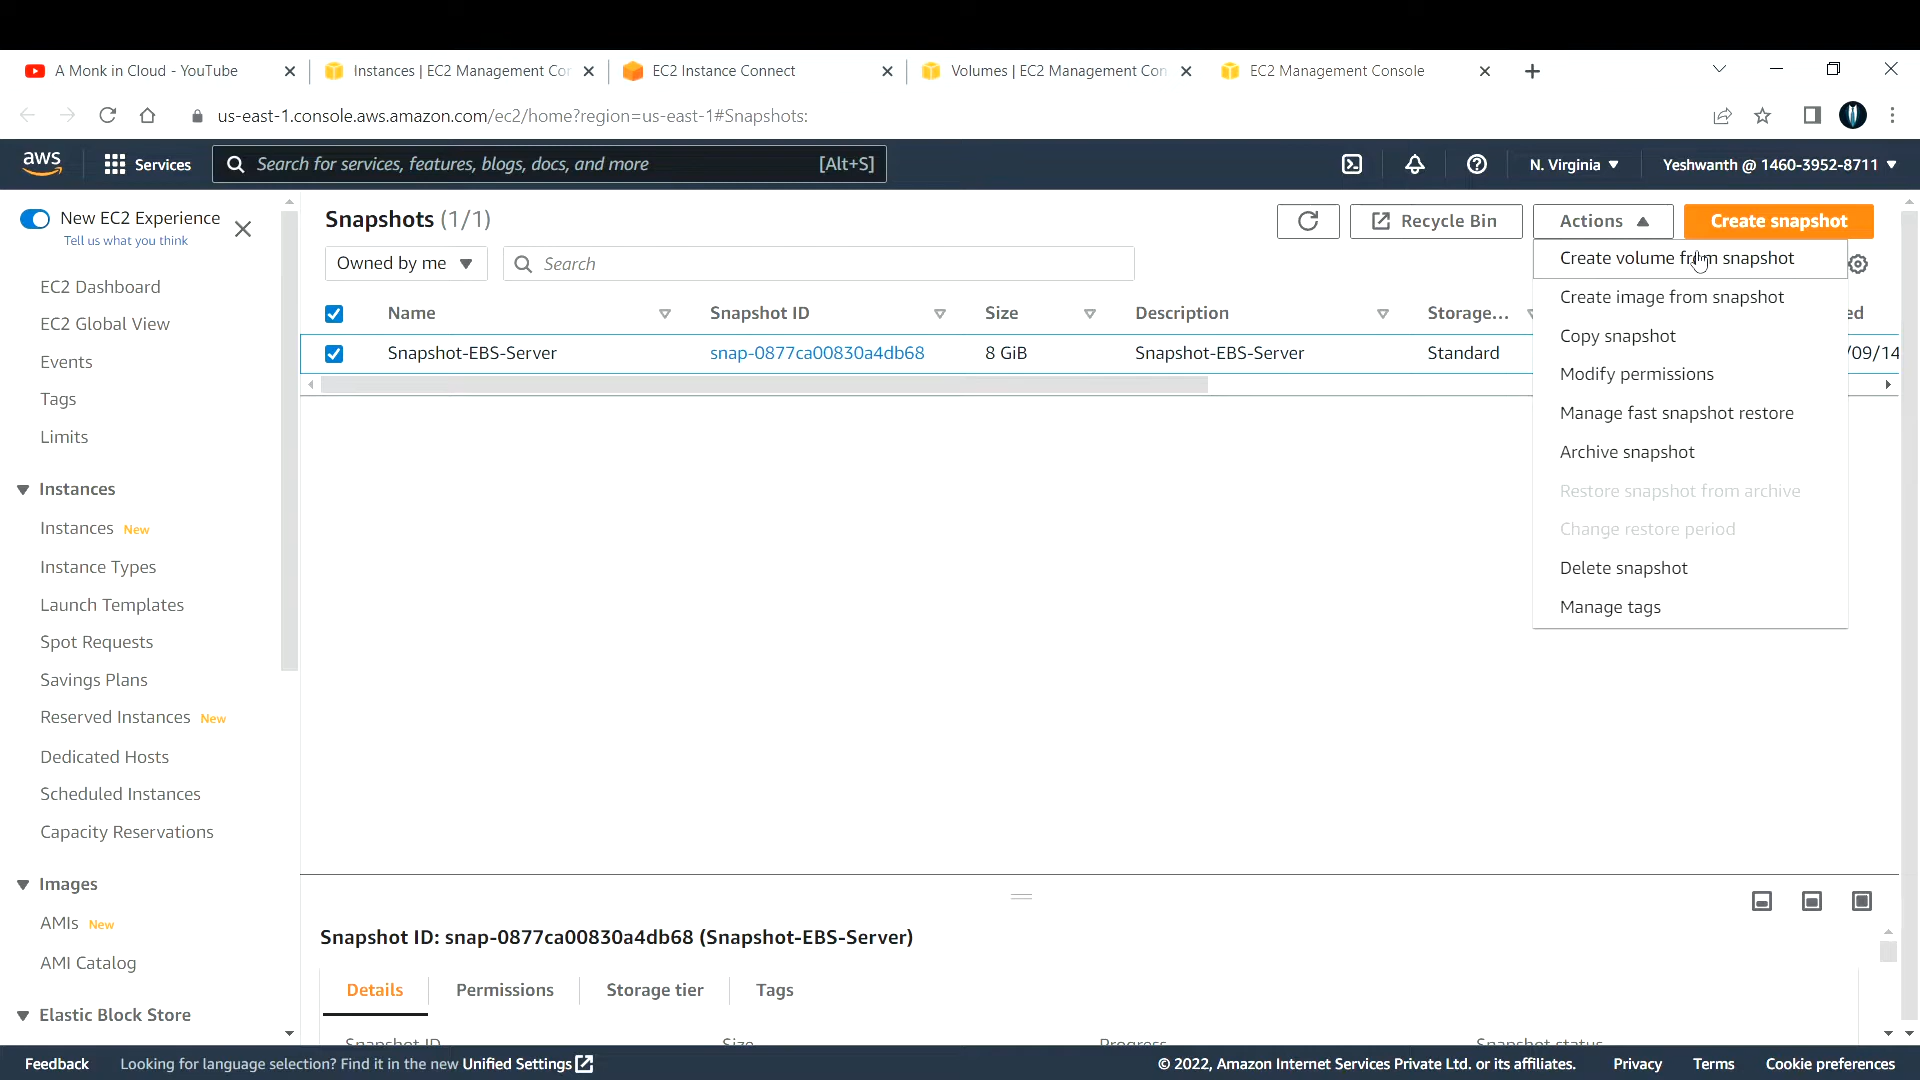 A Monk in Cloud - YouTube
Instances | EC2 Management Con
EC2 Instance Connect
Volumes | EC2 Management Con
EC2 Management Console
us-east-1.console.aws.amazon.com/ec2/home?region=us-east-1#Snapshots:
aws
Services
Search for services, features, blogs, docs, and more
[Alt+S]
N. Virginia
Yeshwanth @ 1460-3952-8711
New EC2 Experience
Tell us what you think
EC2 Dashboard
EC2 Global View
Events
Tags
Limits
Instances
Instances New
Instance Types
Launch Templates
Spot Requests
Savings Plans
Reserved Instances New
Dedicated Hosts
Scheduled Instances
Capacity Reservations
Images
AMIs New
AMI Catalog
Elastic Block Store
Snapshots (1/1)
Recycle Bin
Actions
Create snapshot
Owned by me
Search
Name
Snapshot ID
Size
Description
Storage...
ed
Snapshot-EBS-Server
snap-0877ca00830a4db68
8 GiB
Snapshot-EBS-Server
Standard
/09/14
Create volume from snapshot
Create image from snapshot
Copy snapshot
Modify permissions
Manage fast snapshot restore
Archive snapshot
Restore snapshot from archive
Change restore period
Delete snapshot
Manage tags
Snapshot ID: snap-0877ca00830a4db68 (Snapshot-EBS-Server)
Details
Permissions
Storage tier
Tags
Snapshot ID
Size
Progress
Snapshot status
Feedback
Looking for language selection? Find it in the new Unified Settings
© 2022, Amazon Internet Services Private Ltd. or its affiliates.
Privacy
Terms
Cookie preferences